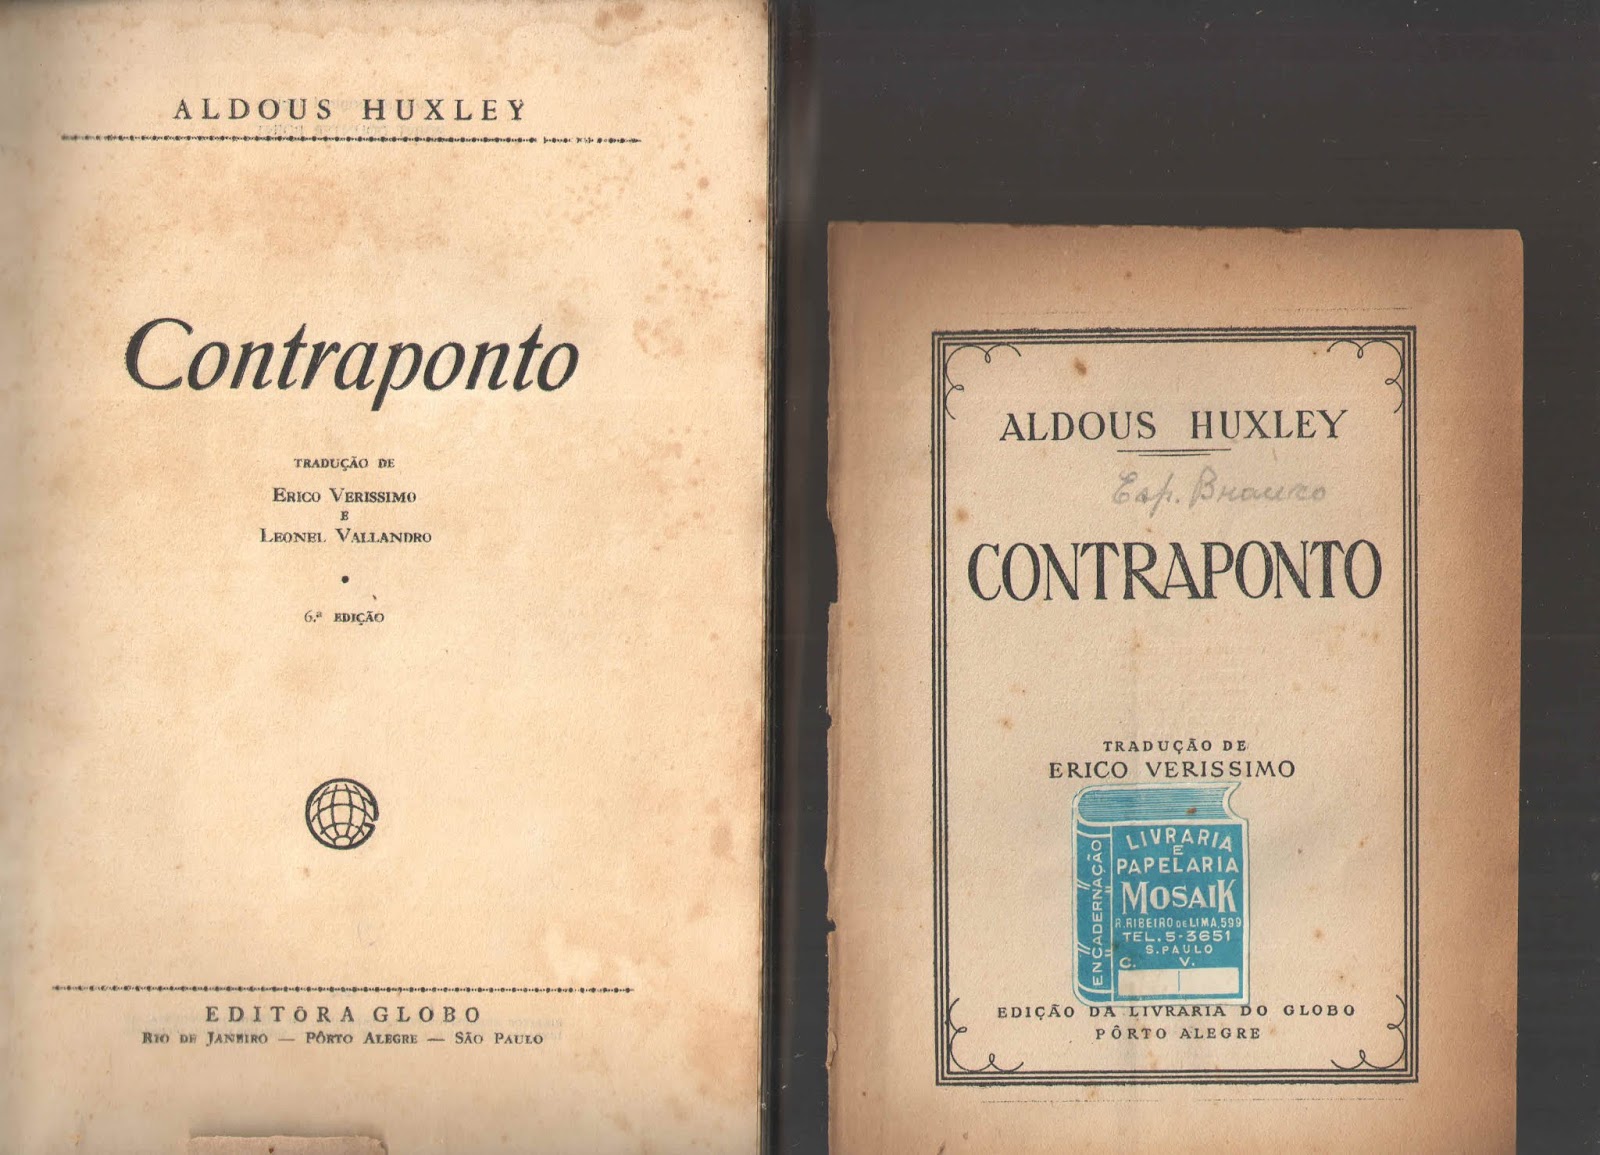 ALDOUS HUXLEY
Contraponto
TRADUÇÃO DE
ERICO VERISSIMO
E
LEONEL VALLANDRO
6.ª EDIÇÃO
EDITÔRA GLOBO
RIO DE JANEIRO — PÔRTO ALEGRE — SÃO PAULO
ALDOUS HUXLEY
Esp.
CONTRAPONTO
TRADUÇÃO DE
ERICO VERISSIMO
ENCADERNAÇÃO
LIVRARIA
E
PAPELARIA
MOSAIK
R. RIBEIRO DE LIMA, 599
TEL. 5-3651
S. PAULO
C. V.
EDIÇÃO DA LIVRARIA DO GLOBO
PÔRTO ALEGRE